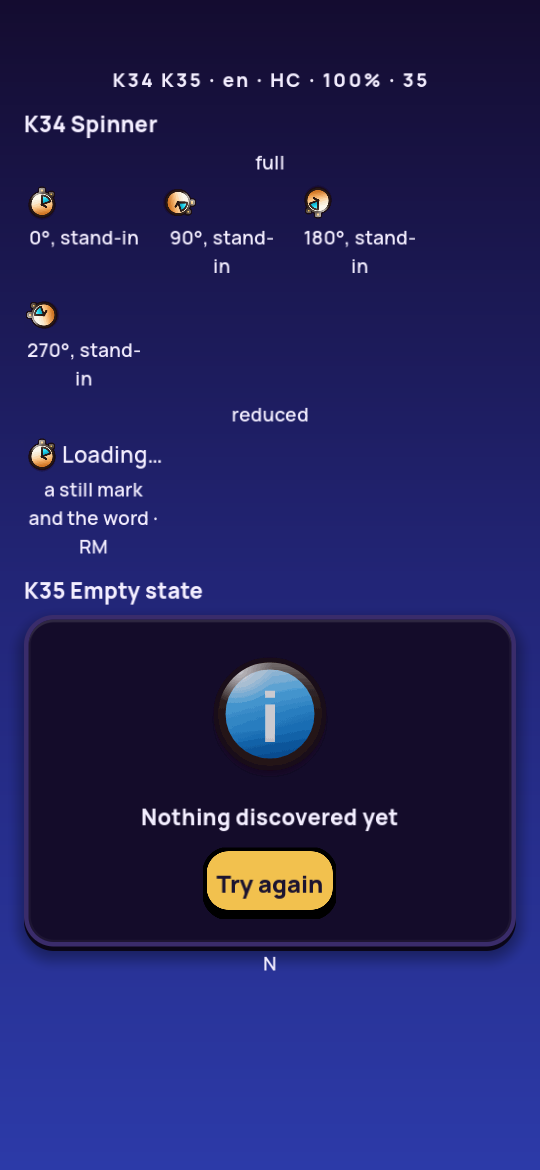 K34 K35 · en · HC · 100% · 35
K34 Spinner
full
0°, stand-in
90°, stand-
in
180°, stand-
in
270°, stand-
in
reduced
Loading…
a still mark
and the word ·
RM
K35 Empty state
i
Nothing discovered yet
Try again
N